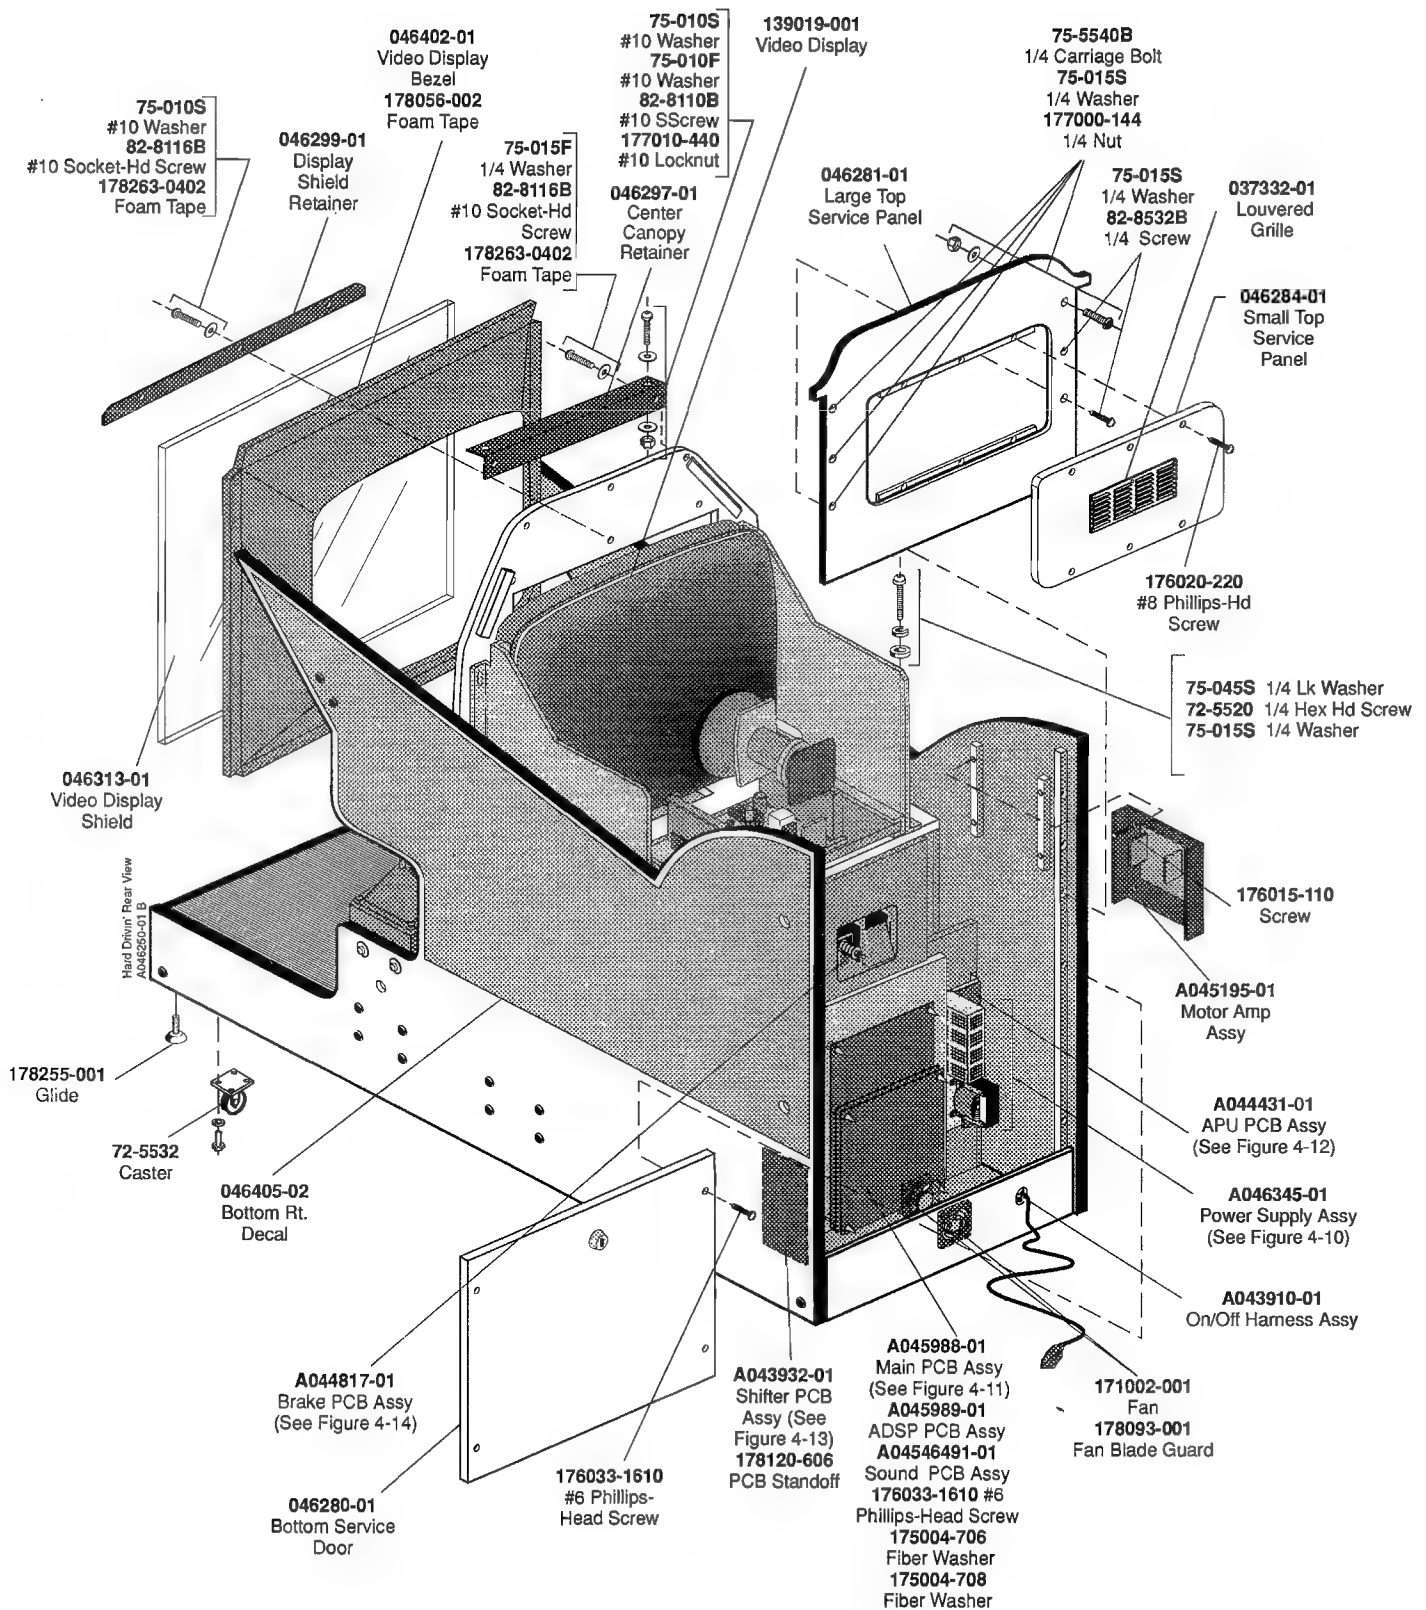 75-010S
#10 Washer
82-8116B
#10 Socket-Hd Screw
178263-0402
Foam Tape
046299-01
Display
Shield
Retainer
046402-01
Video Display
Bezel
178056-002
Foam Tape
75-015F
1/4 Washer
82-8116B
#10 Socket-Hd
Screw
178263-0402
Foam Tape
75-010S
#10 Washer
75-010F
#10 Washer
82-8110B
#10 SScrew
177010-440
#10 Locknut
046297-01
Center
Canopy
Retainer
139019-001
Video Display
046281-01
Large Top
Service Panel
75-5540B
1/4 Carriage Bolt
75-015S
1/4 Washer
177000-144
1/4 Nut
75-015S
1/4 Washer
82-8532B
1/4 Screw
037332-01
Louvered
Grille
046284-01
Small Top
Service
Panel
176020-220
#8 Phillips-Hd
Screw
75-045S 1/4 Lk Washer
72-5520 1/4 Hex Hd Screw
75-015S 1/4 Washer
046313-01
Video Display
Shield
Hard Drivin' Rear View
A046250-01 B
176015-110
Screw
A045195-01
Motor Amp
Assy
178255-001
Glide
72-5532
Caster
046405-02
Bottom Rt.
Decal
A044431-01
APU PCB Assy
(See Figure 4-12)
A046345-01
Power Supply Assy
(See Figure 4-10)
A043910-01
On/Off Harness Assy
A044817-01
Brake PCB Assy
(See Figure 4-14)
046280-01
Bottom Service
Door
176033-1610
#6 Phillips-
Head Screw
A043932-01
Shifter PCB
Assy (See
Figure 4-13)
178120-606
PCB Standoff
A045988-01
Main PCB Assy
(See Figure 4-11)
A045989-01
ADSP PCB Assy
A04546491-01
Sound PCB Assy
176033-1610 #6
Phillips-Head Screw
175004-706
Fiber Washer
175004-708
Fiber Washer
171002-001
Fan
178093-001
Fan Blade Guard